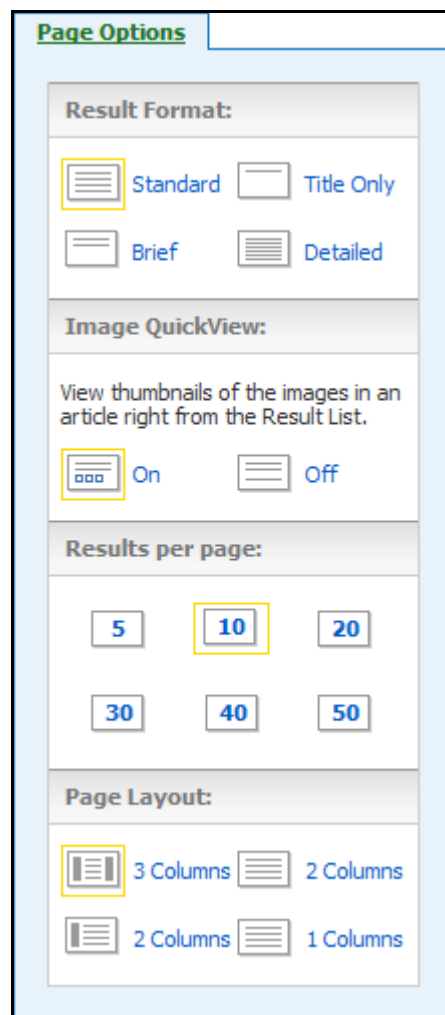 Page Options
Result Format:
Standard Title Only
Brief Detailed
Image QuickView:
View thumbnails of the images in an
article right from the Result List.
On Off
Results per page:
5 10 20
30 40 50
Page Layout:
3 Columns 2 Columns
2 Columns 1 Columns